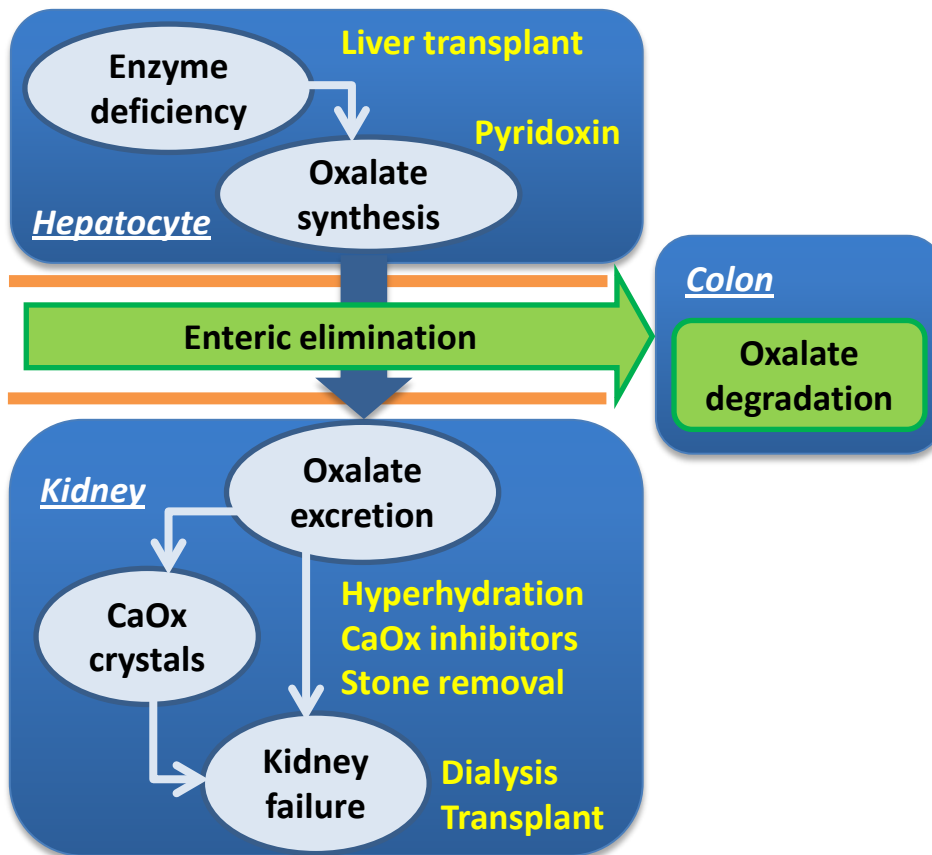 Liver transplant
Enzyme
deficiency
Pyridoxin
Oxalate
synthesis
Hepatocyte
Colon
Enteric elimination
Oxalate
degradation
Kidney
Oxalate
excretion
CaOx
crystals
Hyperhydration
CaOx inhibitors
Stone removal
Kidney
failure
Dialysis
Transplant